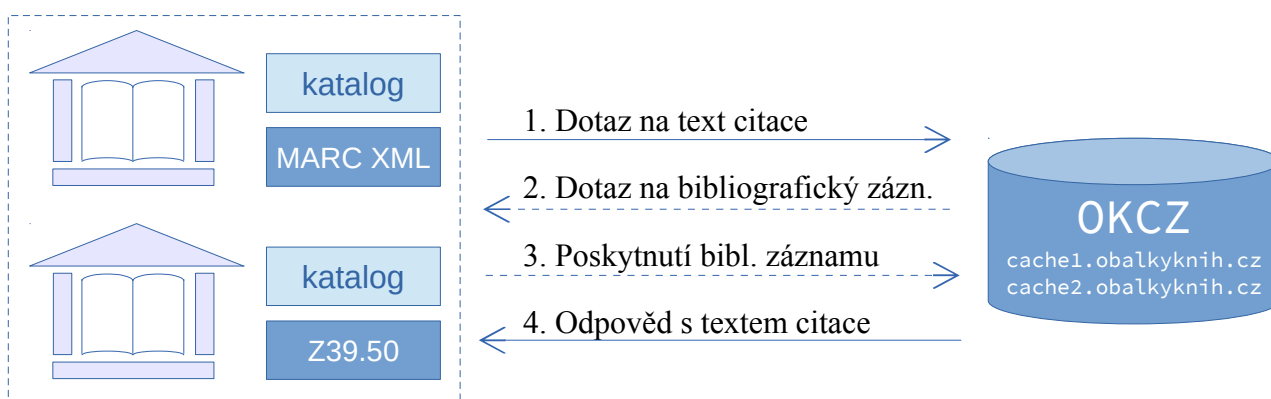 katalog
MARC XML
katalog
Z39.50
1. Dotaz na text citace
2. Dotaz na bibliografický zázn.
3. Poskytnutí bibl. záznamu
4. Odpověd s textem citace
OKCZ
cache1.obalkyknih.cz
cache2.obalkyknih.cz